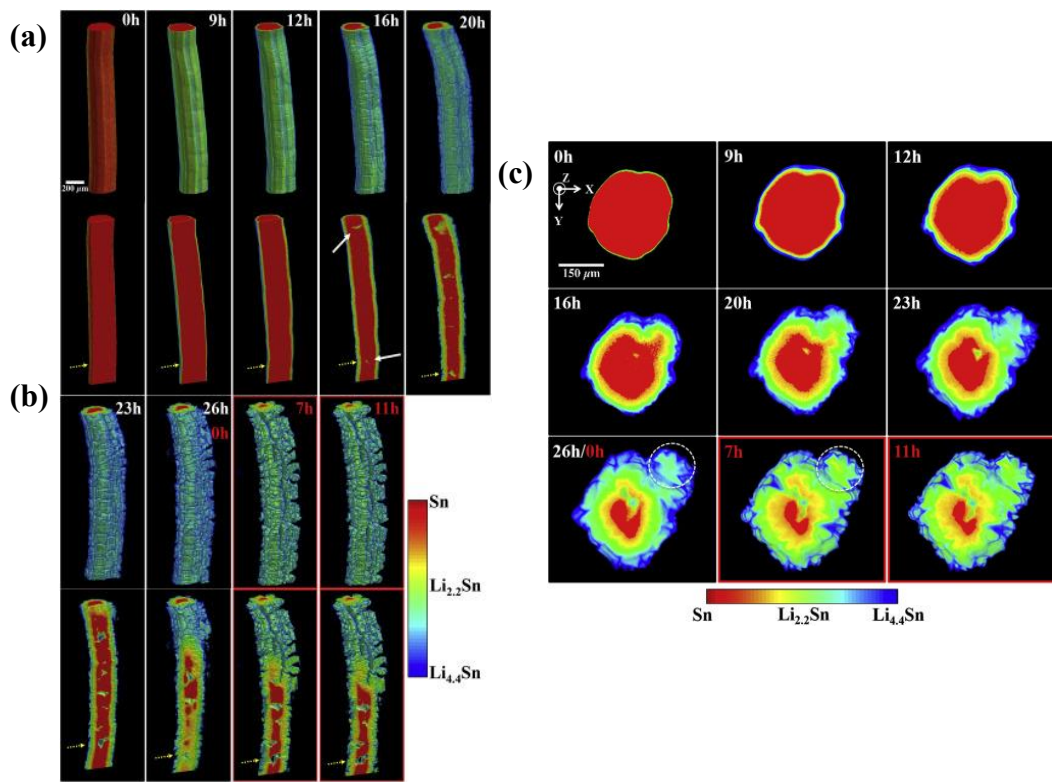 (a)
0h 9h 12h 16h 20h
200 μm
(b)
23h 26h 7h 11h
0h
Sn
Li2.2Sn
Li4.4Sn
(c)
0h 9h 12h
Z
X
Y
150 μm
16h 20h 23h
26h/0h 7h 11h
Sn Li2.2Sn Li4.4Sn